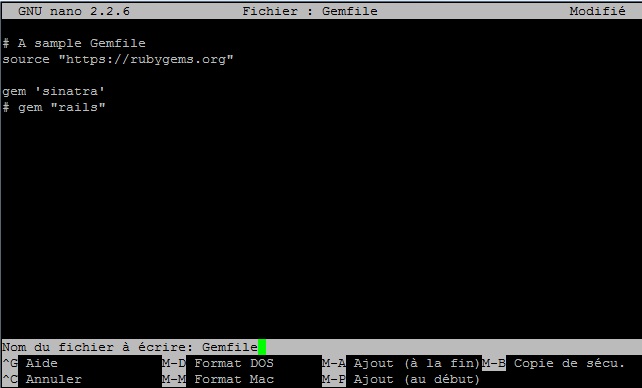 GNU nano 2.2.6 Fichier : Gemfile Modifié
# A sample Gemfile
source "https://rubygems.org"
gem 'sinatra'
# gem "rails"
Nom du fichier à écrire: Gemfile
^G Aide M-D Format DOS M-A Ajout (à la fin) M-B Copie de sécu.
^C Annuler M-M Format Mac M-P Ajout (au début)